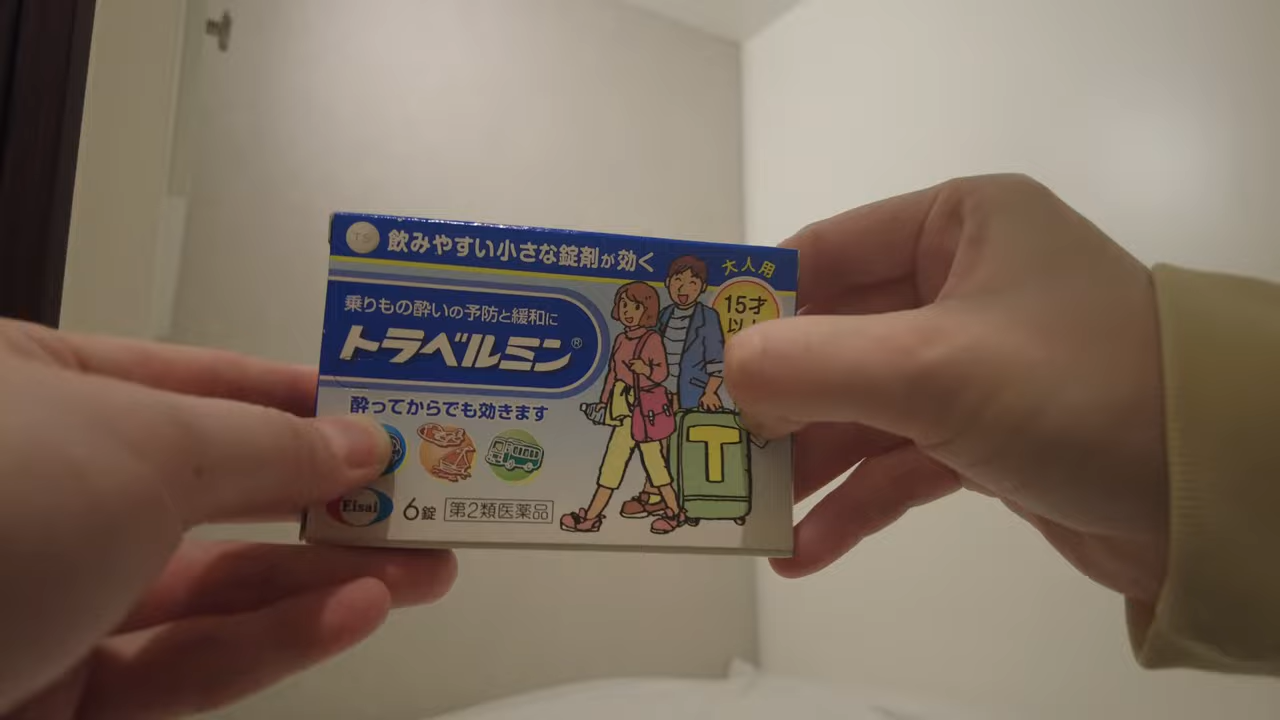 TS 飲みやすい小さな錠剤が効く
大人用
15才
乗りもの酔いの予防と緩和に
トラベルミン®
酔ってからでも効きます
T
Eisai 6錠 第2類医薬品